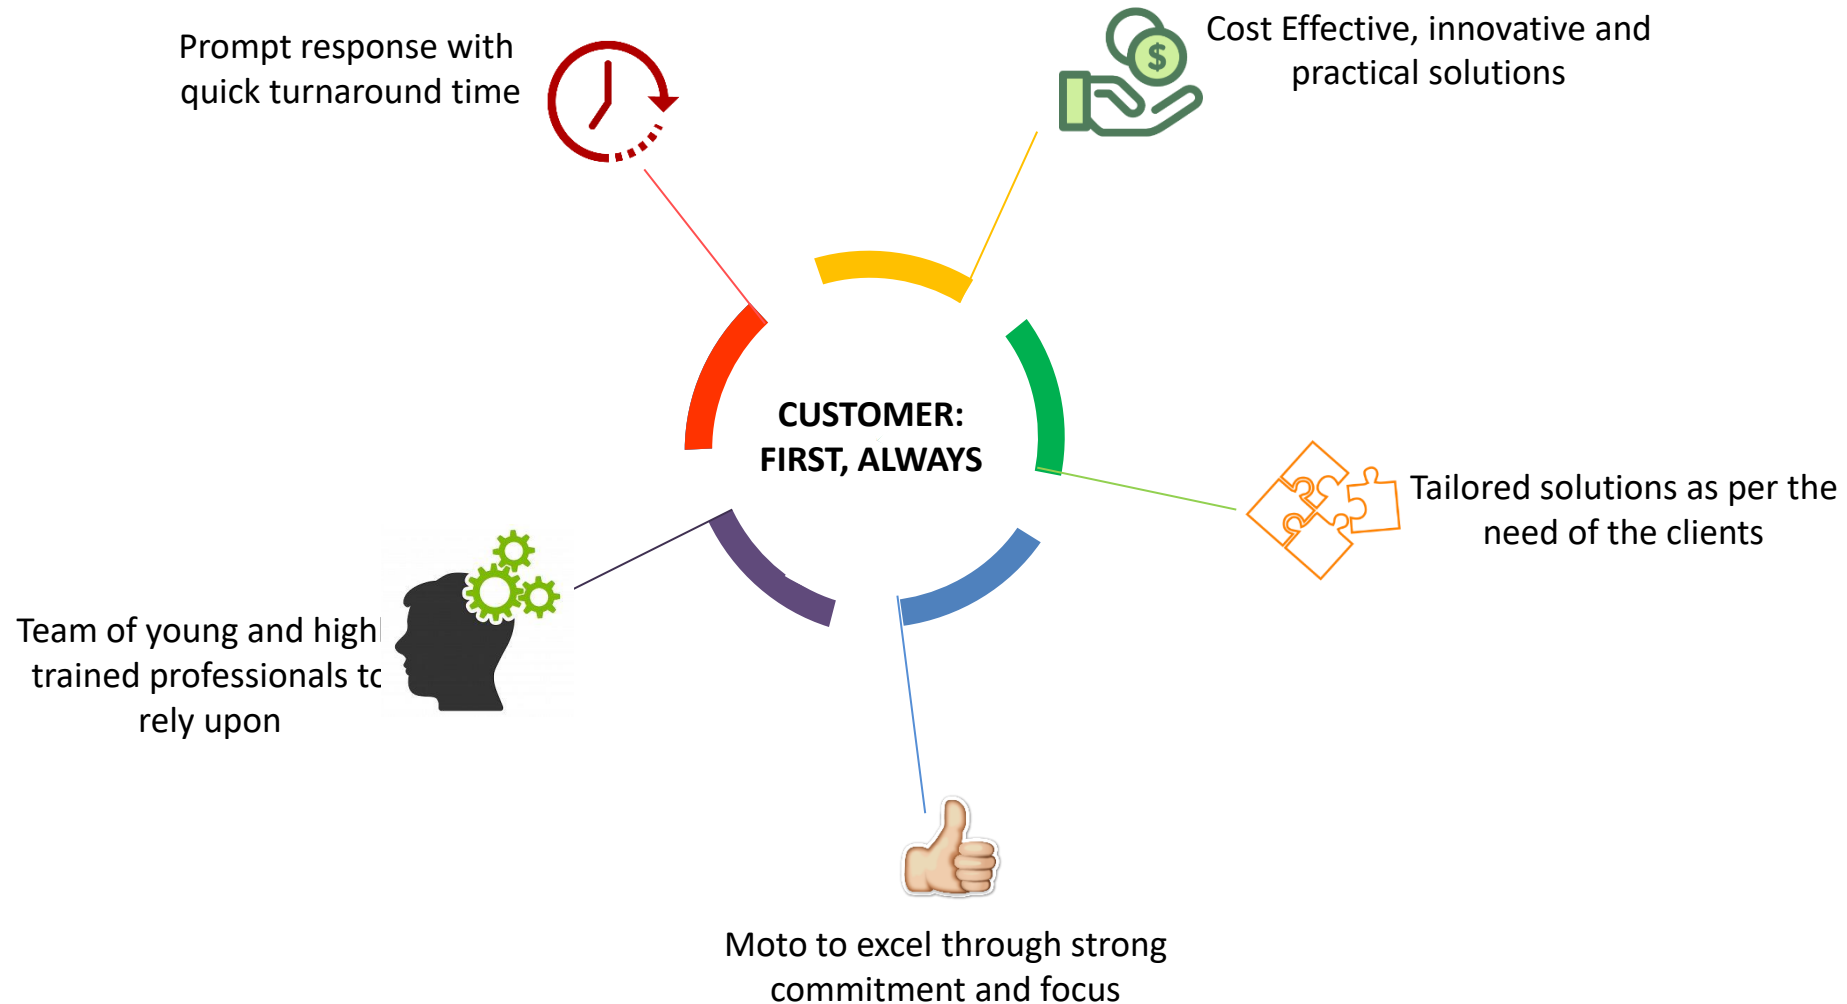 Prompt response with
quick turnaround time
Cost Effective, innovative and
practical solutions
CUSTOMER:
FIRST, ALWAYS
Tailored solutions as per the
need of the clients
Team of young and high
trained professionals to
rely upon
Moto to excel through strong
commitment and focus
$